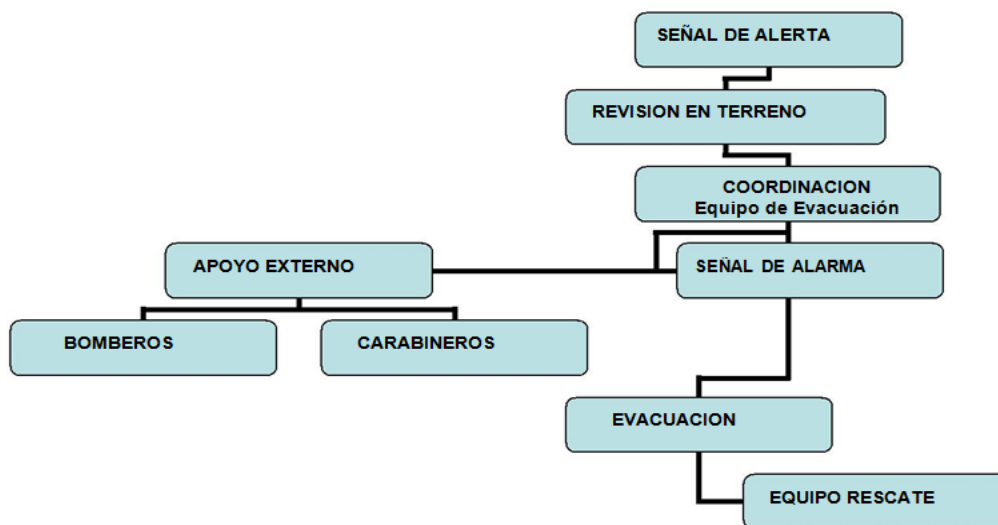 SEÑAL DE ALERTA
REVISION EN TERRENO
COORDINACION
Equipo de Evacuación
APOYO EXTERNO
SEÑAL DE ALARMA
BOMBEROS
CARABINEROS
EVACUACION
EQUIPO RESCATE